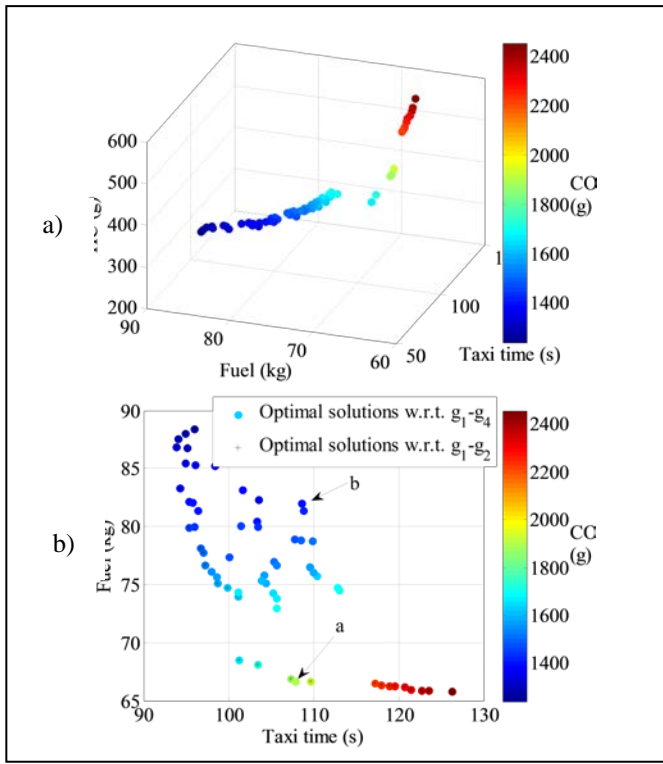 a)
600
500
400
300
200
(g)
90
80
70
60
Fuel (kg)
50
100
1
Taxi time (s)
2400
2200
2000
1800
1600
1400
CO
(g)
b)
90
85
80
75
70
65
Fuel (kg)
Optimal solutions w.r.t. g1-g4
Optimal solutions w.r.t. g1-g2
b
a
90
100
110
120
130
Taxi time (s)
2400
2200
2000
1800
1600
1400
CO
(g)